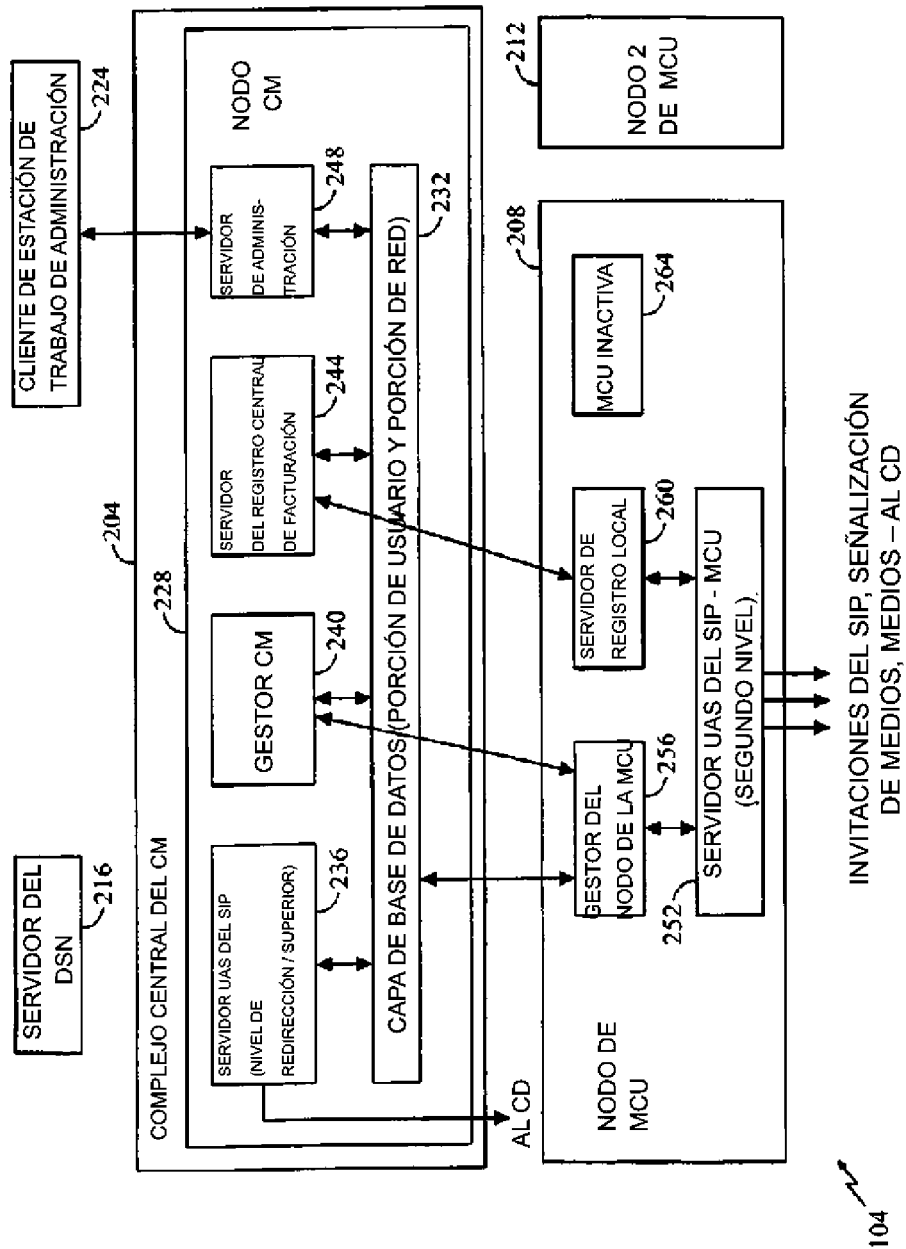 SERVIDOR DEL
DSN
216
CLIENTE DE ESTACIÓN DE
TRABAJO DE ADMINISTRACIÓN
224
204
COMPLEJO CENTRAL DEL CM
228
SERVIDOR UAS DEL SIP
(NIVEL DE
REDIRECCIÓN / SUPERIOR)
236
GESTOR CM
240
SERVIDOR
DEL REGISTRO CENTRAL
DE FACTURACIÓN
244
SERVIDOR
DE ADMINIS-
TRACIÓN
248
NODO
CM
CAPA DE BASE DE DATOS (PORCIÓN DE USUARIO Y PORCIÓN DE RED)
232
AL CD
208
NODO DE
MCU
GESTOR DEL
NODO DE LA MCU
256
SERVIDOR DE
REGISTRO LOCAL
260
MCU INACTIVA
264
252
SERVIDOR UAS DEL SIP - MCU
(SEGUNDO NIVEL)
212
NODO 2
DE MCU
INVITACIONES DEL SIP, SEÑALIZACIÓN
DE MEDIOS, MEDIOS – AL CD
104